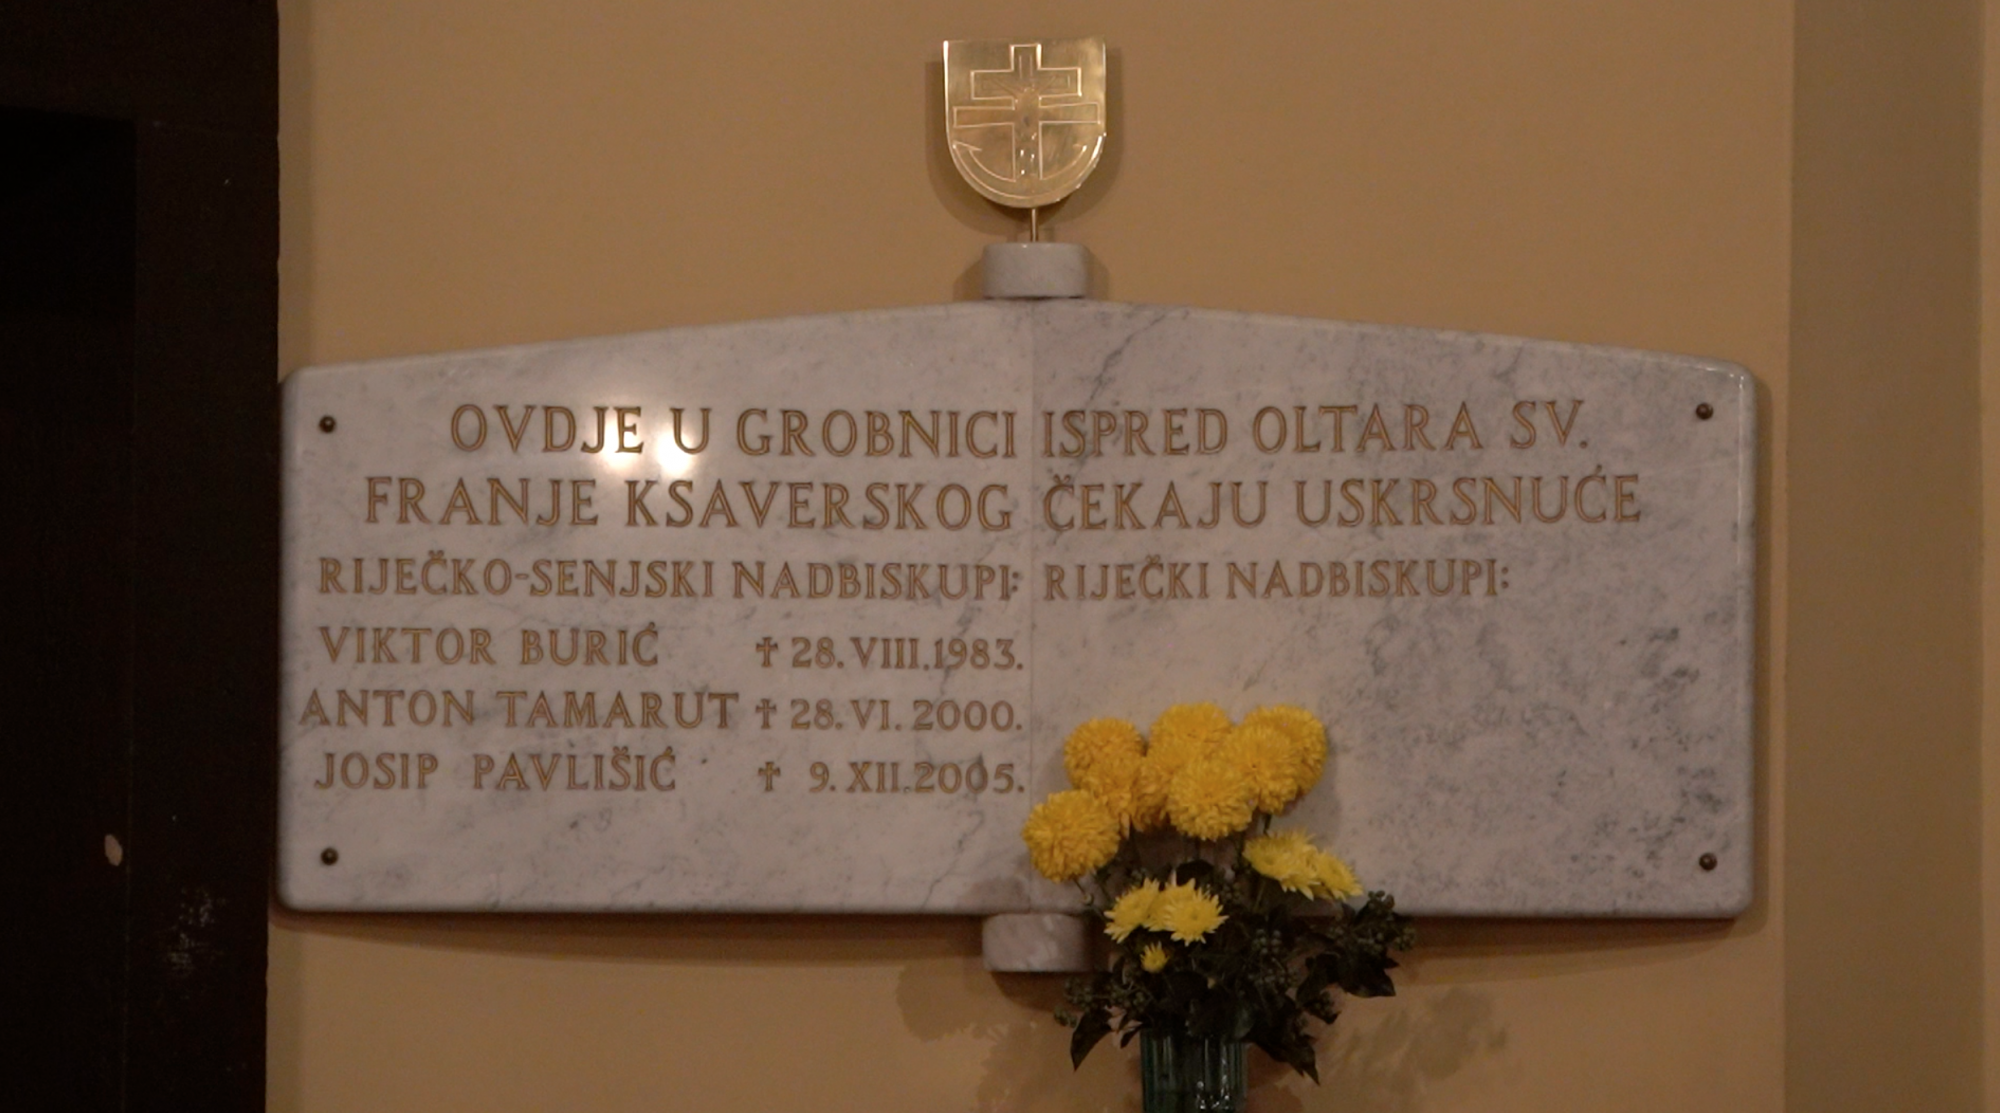 OVDJE U GROBNICI ISPRED OLTARA SV.
FRANJE KSAVERSKOG ČEKAJU USKRSNUĆE
RIJEČKO-SENJSKI NADBISKUPI: RIJEČKI NADBISKUPI:
VIKTOR BURIĆ † 28. VIII. 1983.
ANTON TAMARUT † 28. VI. 2000.
JOSIP PAVLIŠIĆ † 9. XII. 2005.